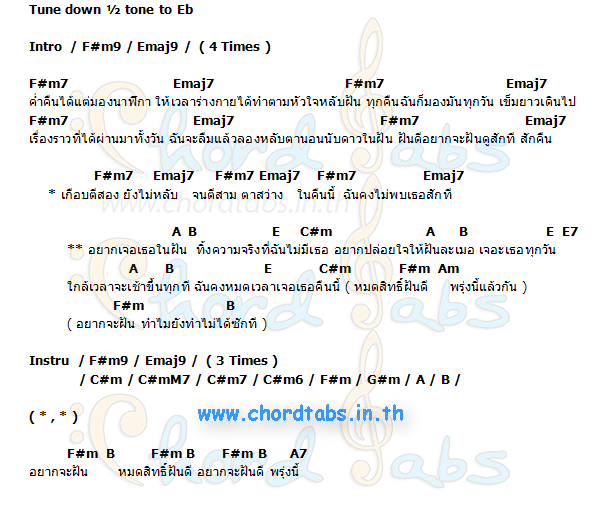 Tune down ½ tone to Eb
Intro / F#m9 / Emaj9 / ( 4 Times )
F#m7 Emaj7 F#m7 Emaj7
ค่ำคืนได้แต่มองนาฬิกา ให้เวลาร่างกายได้ทำตามหัวใจหลับฝัน ทุกคืนฉันก็มองมันทุกวัน เข็มยาวเดินไป
F#m7 Emaj7 F#m7 Emaj7
เรื่องราวที่ได้ผ่านมาทั้งวัน ฉันจะลืมแล้วลองหลับตานอนนับดาวในฝัน ฝันดีอยากจะฝันดูสักที สักคืน
F#m7 Emaj7 F#m7 Emaj7 F#m7 Emaj7
* เกือบตีสอง ยังไม่หลับ จนตีสาม ตาสว่าง ในคืนนี้ ฉันคงไม่พบเธอสักที
A B E C#m A B E E7
** อยากเจอเธอในฝัน ทิ้งความจริงที่ฉันไม่มีเธอ อยากปล่อยใจให้ฝันละเมอ เจอะเธอทุกวัน
A B E C#m F#m Am
ใกล้เวลาจะเช้าขึ้นทุกที ฉันคงหมดเวลาเจอเธอคืนนี้ ( หมดสิทธิ์ฝันดี พรุ่งนี้แล้วกัน )
F#m B
( อยากจะฝัน ทำไมยังทำไม่ได้ซักที )
Instru / F#m9 / Emaj9 / ( 3 Times )
/ C#m / C#mM7 / C#m7 / C#m6 / F#m / G#m / A / B /
( * , * )
www.chordtabs.in.th
F#m B F#m B F#m B A7
อยากจะฝัน หมดสิทธิ์ฝันดี อยากจะฝันดี พรุ่งนี้